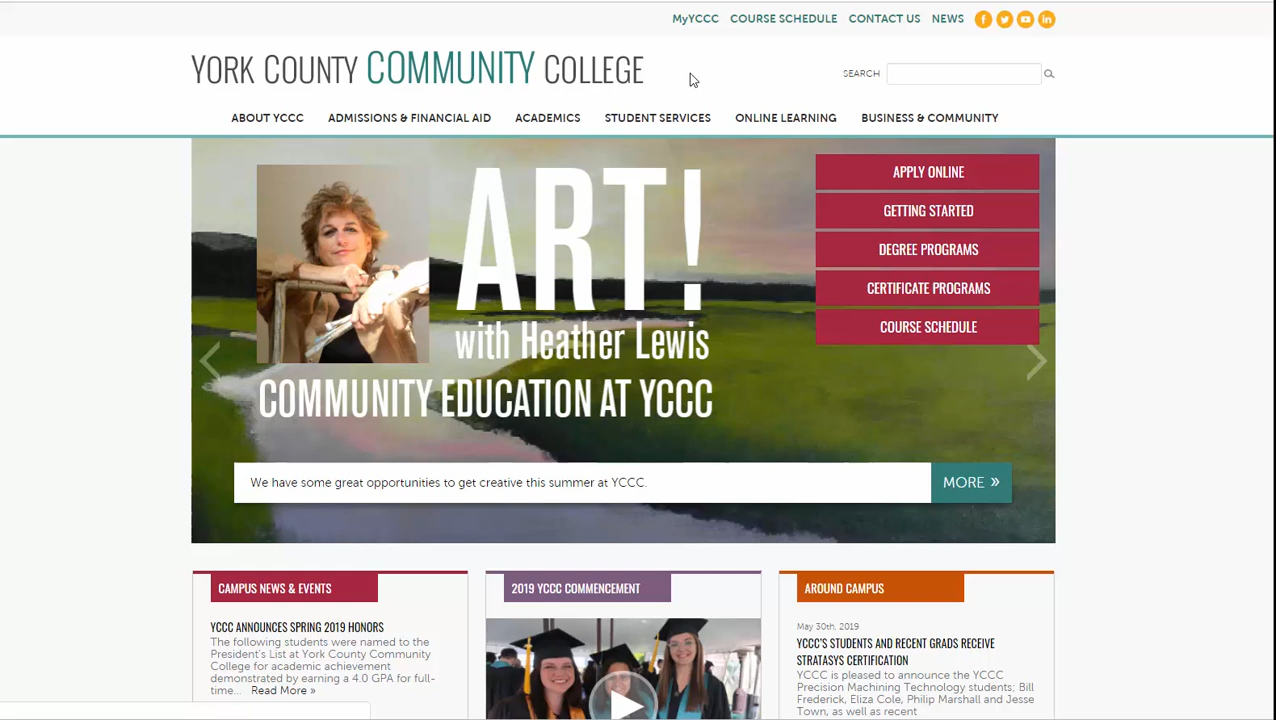 MyYCCC COURSE SCHEDULE CONTACT US NEWS
YORK COUNTY COMMUNITY COLLEGE
SEARCH
ABOUT YCCC ADMISSIONS & FINANCIAL AID ACADEMICS STUDENT SERVICES ONLINE LEARNING BUSINESS & COMMUNITY
ART!
with Heather Lewis
COMMUNITY EDUCATION AT YCCC
APPLY ONLINE
GETTING STARTED
DEGREE PROGRAMS
CERTIFICATE PROGRAMS
COURSE SCHEDULE
We have some great opportunities to get creative this summer at YCCC.
MORE »
CAMPUS NEWS & EVENTS
YCCC ANNOUNCES SPRING 2019 HONORS
The following students were named to the
President's List at York County Community
College for academic achievement
demonstrated by earning a 4.0 GPA for full-
time... Read More »
2019 YCCC COMMENCEMENT
AROUND CAMPUS
May 30th, 2019
YCCC'S STUDENTS AND RECENT GRADS RECEIVE
STRATASYS CERTIFICATION
YCCC is pleased to announce the YCCC
Precision Machining Technology students; Bill
Frederick, Eliza Cole, Philip Marshall and Jesse
Town, as well as recent